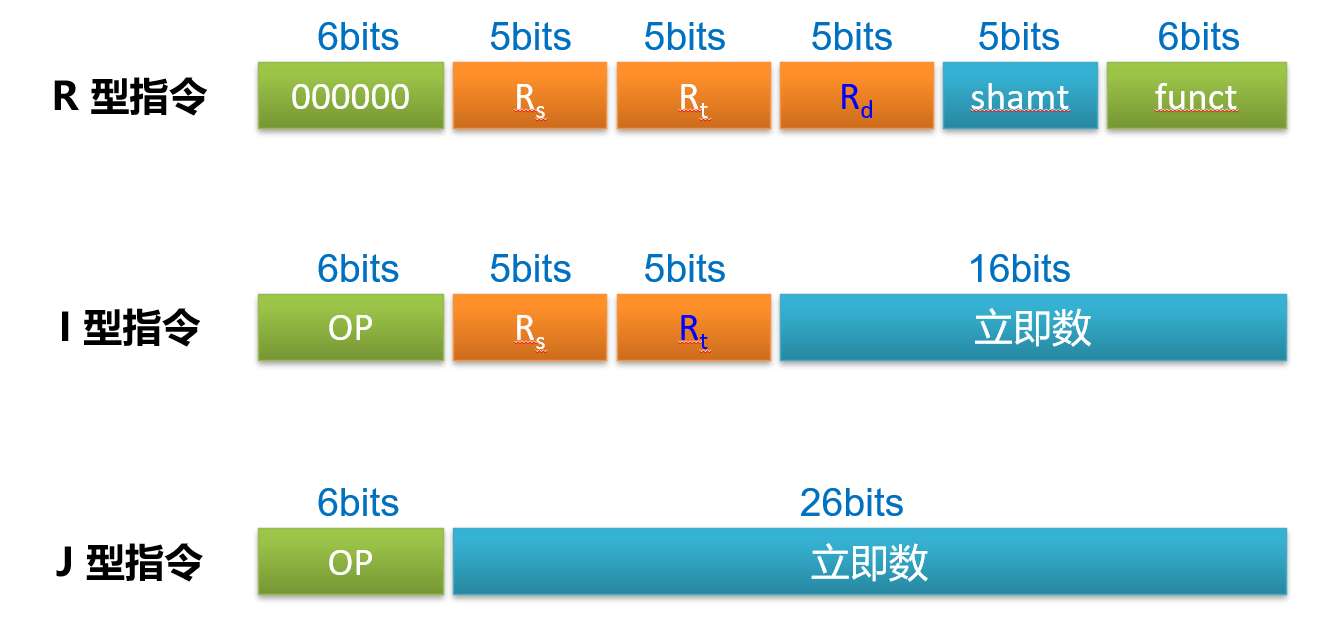 6bits 5bits 5bits 5bits 5bits 6bits
R 型指令 000000 Rs Rt Rd shamt funct
6bits 5bits 5bits 16bits
I 型指令 OP Rs Rt 立即数
6bits 26bits
J 型指令 OP 立即数